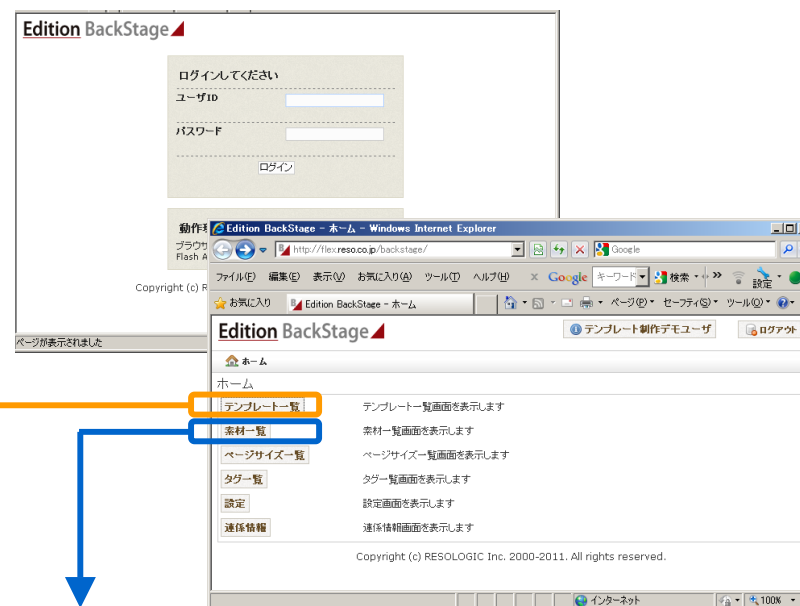 Edition BackStage
ログインしてください
ユーザID
パスワード
ログイン
動作
ブラウ
Flash A
Copyright (c) R
ページが表示されました
Edition BackStage - ホーム - Windows Internet Explorer
http://flex.reso.co.jp/backstage/
Google
ファイル(F) 編集(E) 表示(V) お気に入り(A) ツール(T) ヘルプ(H) × Google キーワード 検索 設定
お気に入り Edition BackStage - ホーム ページ(P) セーフティ(S) ツール(O)
Edition BackStage テンプレート制作デモユーザ ログアウト
ホーム
ホーム
テンプレート一覧 テンプレート一覧画面を表示します
素材一覧 素材一覧画面を表示します
ページサイズ一覧 ページサイズ一覧画面を表示します
タグ一覧 タグ一覧画面を表示します
設定 設定画面を表示します
連係情報 連係情報画面を表示します
Copyright (c) RESOLOGIC Inc. 2000-2011. All rights reserved.
インターネット 100%